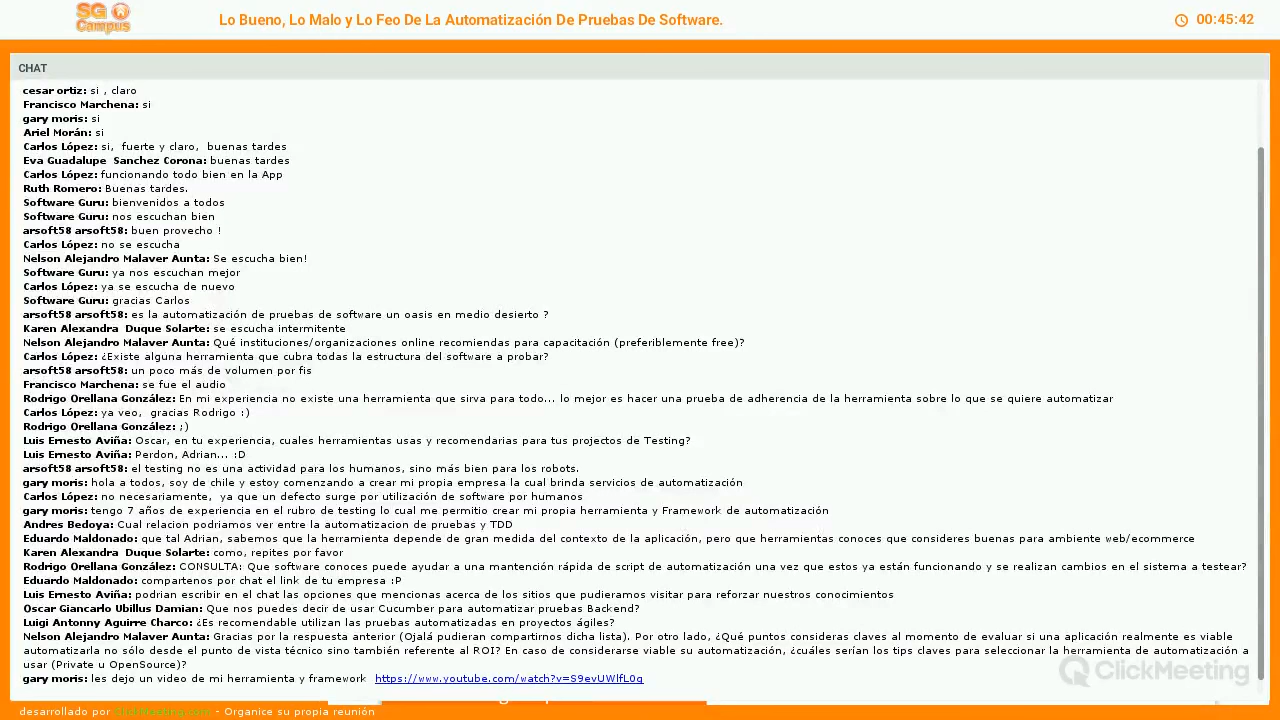 SG Campus
Lo Bueno, Lo Malo y Lo Feo De La Automatización De Pruebas De Software.
00:45:42
CHAT
cesar ortiz: si , claro
Francisco Marchena: si
gary moris: si
Ariel Morán: si
Carlos López: si, fuerte y claro, buenas tardes
Eva Guadalupe Sanchez Corona: buenas tardes
Carlos López: funcionando todo bien en la App
Ruth Romero: Buenas tardes.
Software Guru: bienvenidos a todos
Software Guru: nos escuchan bien
arsoft58 arsoft58: buen provecho !
Carlos López: no se escucha
Nelson Alejandro Malaver Aunta: Se escucha bien!
Software Guru: ya nos escuchan mejor
Carlos López: ya se escucha de nuevo
Software Guru: gracias Carlos
arsoft58 arsoft58: es la automatización de pruebas de software un oasis en medio desierto ?
Karen Alexandra Duque Solarte: se escucha intermitente
Nelson Alejandro Malaver Aunta: Qué instituciones/organizaciones online recomiendas para capacitación (preferiblemente free)?
Carlos López: ¿Existe alguna herramienta que cubra todas la estructura del software a probar?
arsoft58 arsoft58: un poco más de volumen por fis
Francisco Marchena: se fue el audio
Rodrigo Orellana González: En mi experiencia no existe una herramienta que sirva para todo... lo mejor es hacer una prueba de adherencia de la herramienta sobre lo que se quiere automatizar
Carlos López: ya veo, gracias Rodrigo :)
Rodrigo Orellana González: ;)
Luis Ernesto Aviña: Oscar, en tu experiencia, cuales herramientas usas y recomendarias para tus projectos de Testing?
Luis Ernesto Aviña: Perdon, Adrian... :D
arsoft58 arsoft58: el testing no es una actividad para los humanos, sino más bien para los robots.
gary moris: hola a todos, soy de chile y estoy comenzando a crear mi propia empresa la cual brinda servicios de automatización
Carlos López: no necesariamente, ya que un defecto surge por utilización de software por humanos
gary moris: tengo 7 años de experiencia en el rubro de testing lo cual me permitio crear mi propia herramienta y Framework de automatización
Andres Bedoya: Cual relacion podriamos ver entre la automatizacion de pruebas y TDD
Eduardo Maldonado: que tal Adrian, sabemos que la herramienta depende de gran medida del contexto de la aplicación, pero que herramientas conoces que consideres buenas para ambiente web/ecommerce
Karen Alexandra Duque Solarte: como, repites por favor
Rodrigo Orellana González: CONSULTA: Que software conoces puede ayudar a una mantención rápida de script de automatización una vez que estos ya están funcionando y se realizan cambios en el sistema a testear?
Eduardo Maldonado: compartenos por chat el link de tu empresa :P
Luis Ernesto Aviña: podrian escribir en el chat las opciones que mencionas acerca de los sitios que pudieramos visitar para reforzar nuestros conocimientos
Oscar Giancarlo Ubillus Damian: Que nos puedes decir de usar Cucumber para automatizar pruebas Backend?
Luigi Antonny Aguirre Charco: ¿Es recomendable utilizan las pruebas automatizadas en proyectos ágiles?
Nelson Alejandro Malaver Aunta: Gracias por la respuesta anterior (Ojalá pudieran compartirnos dicha lista). Por otro lado, ¿Qué puntos consideras claves al momento de evaluar si una aplicación realmente es viable
automatizarla no sólo desde el punto de vista técnico sino también referente al ROI? En caso de considerarse viable su automatización, ¿cuáles serían los tips claves para seleccionar la herramienta de automatización a
usar (Private u OpenSource)?
gary moris: les dejo un video de mi herramienta y framework https://www.youtube.com/watch?v=S9evUWlfL0g
ClickMeeting
desarrollado por ClickMeeting.com - Organice su propia reunión